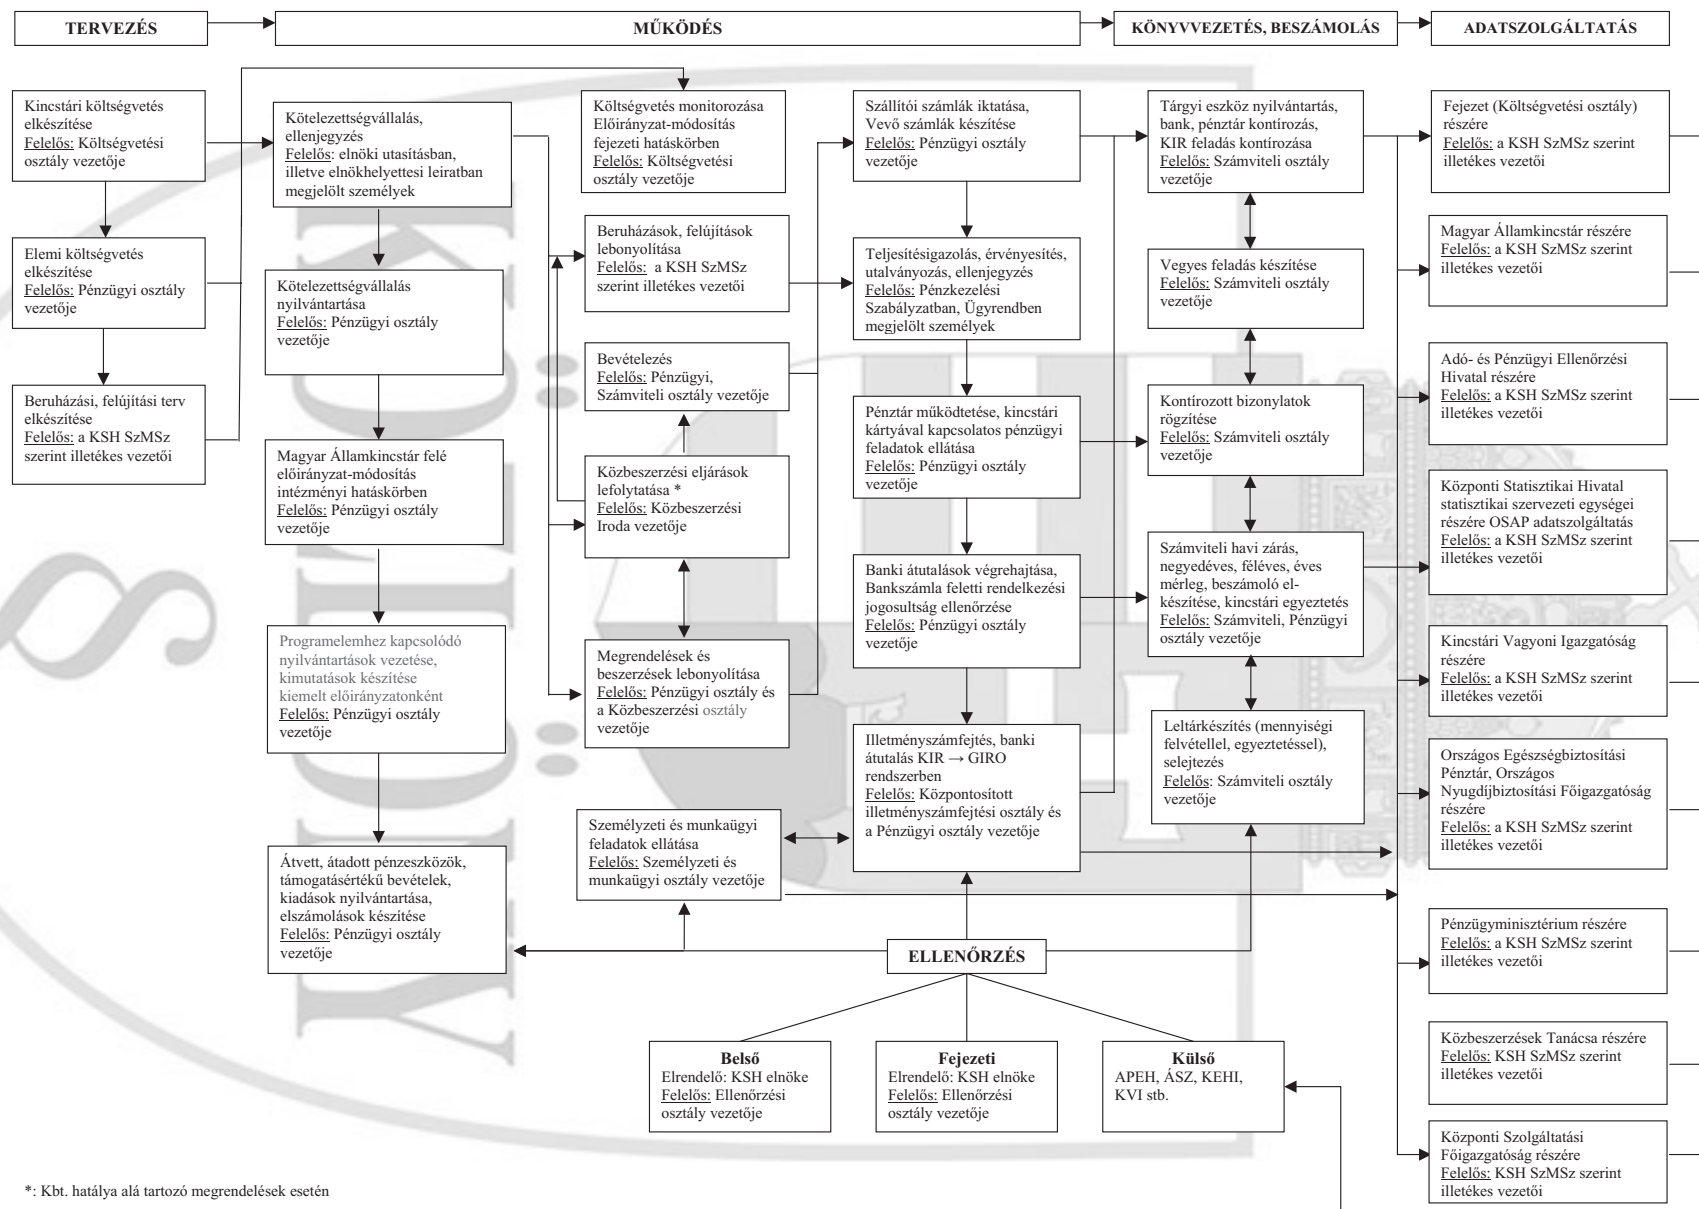 TERVEZÉS
MŰKÖDÉS
KÖNYVVEZETÉS, BESZÁMOLÁS
ADATSZOLGÁLTATÁS
Kincstári költségvetés
elkészítése
Felelős: Költségvetési
osztály vezetője
Elemi költségvetés
elkészítése
Felelős: Pénzügyi osztály
vezetője
Beruházási, felújítási terv
elkészítése
Felelős: a KSH SzMSz
szerint illetékes vezetői
Kötelezettségvállalás,
ellenjegyzés
Felelős: elnöki utasításban,
illetve elnökhelyettesi leiratban
megjelölt személyek
Kötelezettségvállalás
nyilvántartása
Felelős: Pénzügyi osztály
vezetője
Magyar Államkincstár felé
előirányzat-módosítás
intézményi hatáskörben
Felelős: Pénzügyi osztály
vezetője
Programelemhez kapcsolódó
nyilvántartások vezetése,
kimutatások készítése
kiemelt előirányzatonként
Felelős: Pénzügyi osztály
vezetője
Átvett, átadott pénzeszközök,
támogatásértékű bevételek,
kiadások nyilvántartása,
elszámolások készítése
Felelős: Pénzügyi osztály
vezetője
Költségvetés monitorozása
Előirányzat-módosítás
fejezeti hatáskörben
Felelős: Költségvetési
osztály vezetője
Beruházások, felújítások
lebonyolítása
Felelős: a KSH SzMSz
szerint illetékes vezetői
Bevételezés
Felelős: Pénzügyi,
Számviteli osztály vezetője
Közbeszerzési eljárások
lefolytatása *
Felelős: Közbeszerzési
Iroda vezetője
Megrendelések és
beszerzések lebonyolítása
Felelős: Pénzügyi osztály és
a Közbeszerzési osztály
vezetője
Személyzeti és munkaügyi
feladatok ellátása
Felelős: Személyzeti és
munkaügyi osztály vezetője
Szállítói számlák iktatása,
Vevő számlák készítése
Felelős: Pénzügyi osztály
vezetője
Teljesítésigazolás, érvényesítés,
utalványozás, ellenjegyzés
Felelős: Pénzkezelési
Szabályzatban, Ügyrendben
megjelölt személyek
Pénztár működtetése, kincstári
kártyával kapcsolatos pénzügyi
feladatok ellátása
Felelős: Pénzügyi osztály
vezetője
Banki átutalások végrehajtása,
Bankszámla feletti rendelkezési
jogosultság ellenőrzése
Felelős: Pénzügyi osztály
vezetője
Illetményszámfejtés, banki
átutalás KIR → GIRO
rendszerben
Felelős: Központosított
illetményszámfejtési osztály és
a Pénzügyi osztály vezetője
Tárgyi eszköz nyilvántartás,
bank, pénztár kontírozás,
KIR feladás kontírozása
Felelős: Számviteli osztály
vezetője
Vegyes feladás készítése
Felelős: Számviteli osztály
vezetője
Kontírozott bizonylatok
rögzítése
Felelős: Számviteli osztály
vezetője
Számviteli havi zárás,
negyedéves, féléves, éves
mérleg, beszámoló el-
készítése, kincstári egyeztetés
Felelős: Számviteli, Pénzügyi
osztály vezetője
Leltárkészítés (mennyiségi
felvétellel, egyeztetéssel),
selejtezés
Felelős: Számviteli osztály
vezetője
Fejezet (Költségvetési osztály)
részére
Felelős: a KSH SzMSz szerint
illetékes vezetői
Magyar Államkincstár részére
Felelős: a KSH SzMSz szerint
illetékes vezetői
Adó- és Pénzügyi Ellenőrzési
Hivatal részére
Felelős: a KSH SzMSz szerint
illetékes vezetői
Központi Statisztikai Hivatal
statisztikai szervezeti egységei
részére OSAP adatszolgáltatás
Felelős: a KSH SzMSz szerint
illetékes vezetői
Kincstári Vagyoni Igazgatóság
részére
Felelős: a KSH SzMSz szerint
illetékes vezetői
Országos Egészségbiztosítási
Pénztár, Országos
Nyugdíjbiztosítási Főigazgatóság
részére
Felelős: a KSH SzMSz szerint
illetékes vezetői
Pénzügyminisztérium részére
Felelős: a KSH SzMSz szerint
illetékes vezetői
Közbeszerzések Tanácsa részére
Felelős: KSH SzMSz szerint
illetékes vezetői
Központi Szolgáltatási
Főigazgatóság részére
Felelős: KSH SzMSz szerint
illetékes vezetői
ELLENŐRZÉS
Belső
Elrendelő: KSH elnöke
Felelős: Ellenőrzési
osztály vezetője
Fejezeti
Elrendelő: KSH elnöke
Felelős: Ellenőrzési
osztály vezetője
Külső
APEH, ÁSZ, KEHI,
KVI stb.
*: Kbt. hatálya alá tartozó megrendelések esetén
§
KÖZLÖNY